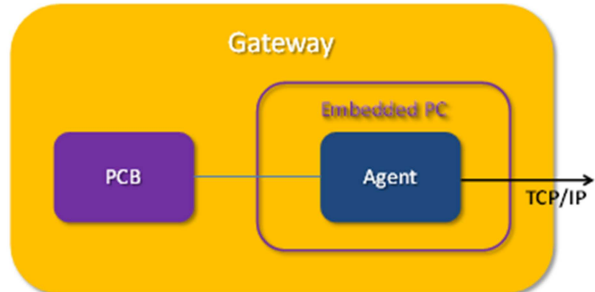 Gateway
Embedded PC
PCB
Agent
TCP/IP